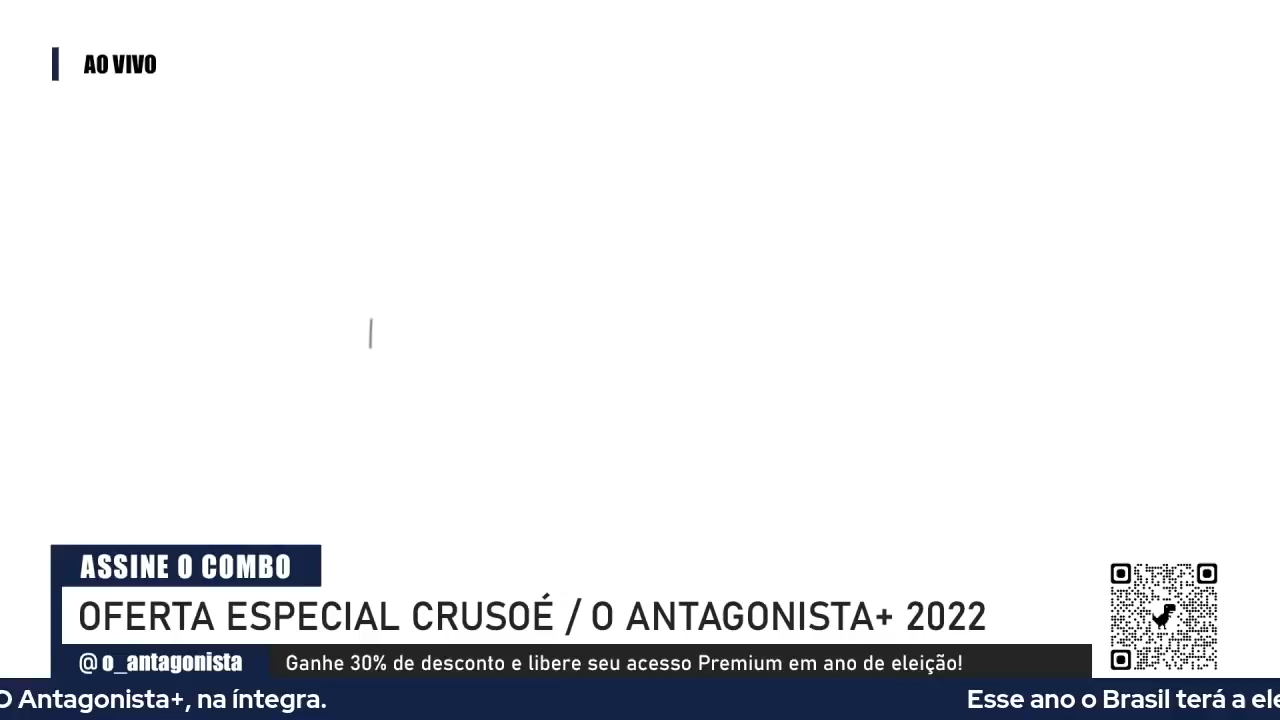 AO VIVO
ASSINE O COMBO
OFERTA ESPECIAL CRUSOÉ / O ANTAGONISTA+ 2022
@o_antagonista
Ganhe 30% de desconto e libere seu acesso Premium em ano de eleição!
O Antagonista+, na íntegra.
Esse ano o Brasil terá a ele